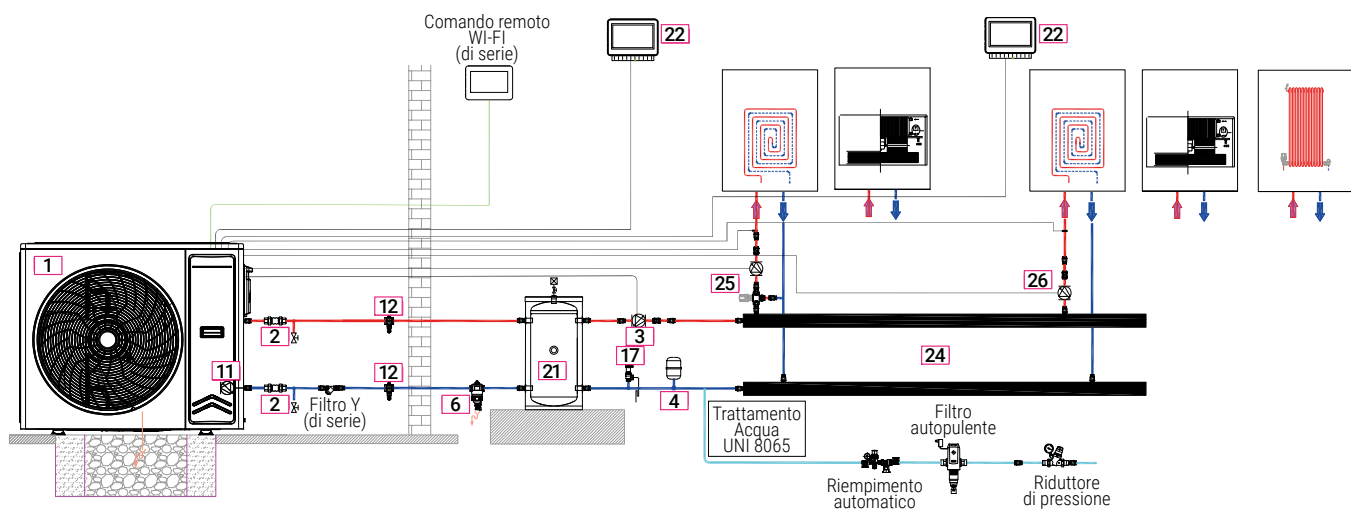 Comando remoto
WI-FI
(di serie)
22
22
1
25
26
12
2
3
17
24
11
12
21
2
Filtro Y
(di serie)
6
4
Trattamento
Acqua
UNI 8065
Filtro
autopulente
Riempimento
automatico
Riduttore
di pressione